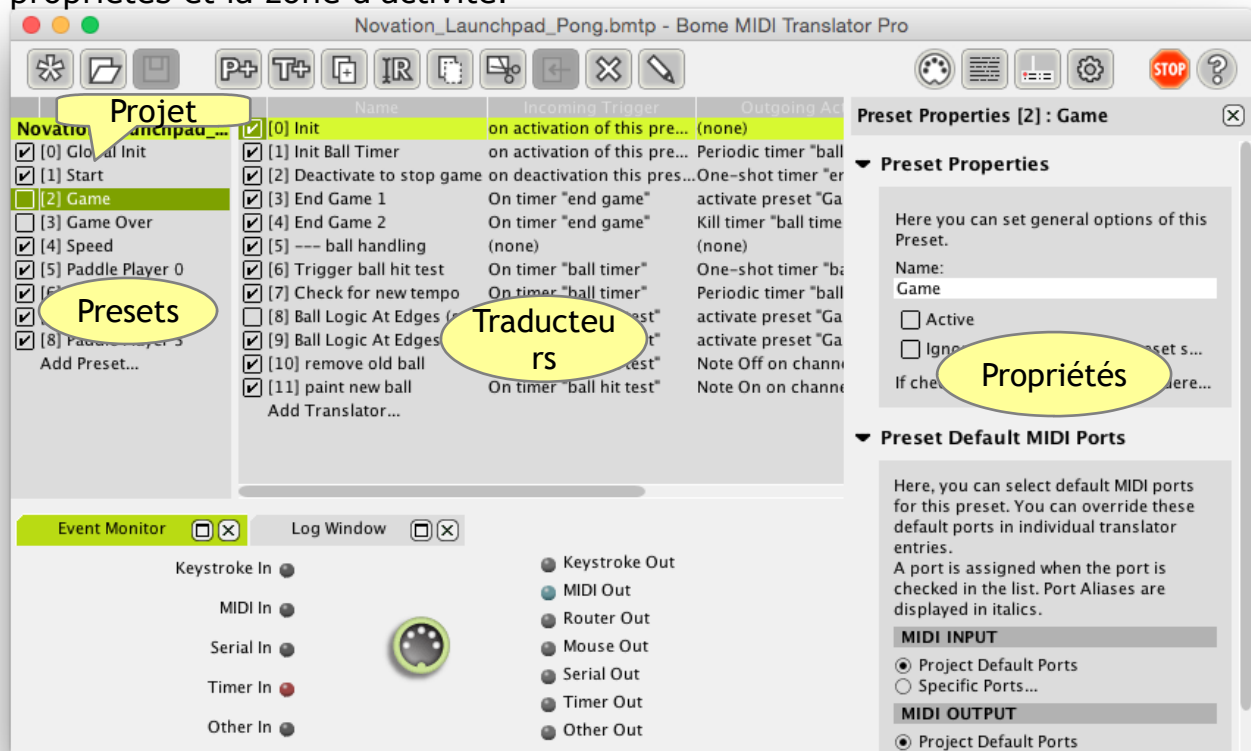 propriétés et la zone d'activité.
Novation_Launchpad_Pong.bmtp - Bome MIDI Translator Pro
P+ T+ IR STOP ?
Projet
Name Incoming Trigger Outgoing
Preset Properties [2] : Game
[0] Init on activation of this pre... (none)
[0] Global Init
[1] Init Ball Timer on activation of this pre... Periodic timer "ball
[1] Start
[2] Deactivate to stop game on deactivation this pres... One-shot timer "er
[2] Game
[3] End Game 1 On timer "end game" activate preset "Ga
[3] Game Over
[4] End Game 2 On timer "end game" Kill timer "ball time
[4] Speed
[5] --- ball handling (none) (none)
[5] Paddle Player 0
[6] Trigger ball hit test On timer "ball timer" One-shot timer "ba
[7] Check for new tempo On timer "ball timer" Periodic timer "ball
Presets
[8] Ball Logic At Edges activate preset "Ga
[9] Ball Logic At Edges activate preset "Ga
[8]
[10] remove old ball test" Note Off on chann
Add Preset...
[11] paint new ball On timer "ball hit test" Note On on channe
Add Translator...
Traducteu
rs
Preset Properties
Here you can set general options of this
Preset.
Name:
Game
Active
If
Propriétés
Preset Default MIDI Ports
Here, you can select default MIDI ports
for this preset. You can override these
default ports in individual translator
entries.
A port is assigned when the port is
checked in the list. Port Aliases are
displayed in italics.
MIDI INPUT
Project Default Ports
Specific Ports...
MIDI OUTPUT
Project Default Ports
Event Monitor Log Window
Keystroke In
MIDI In
Serial In
Timer In
Other In
Keystroke Out
MIDI Out
Router Out
Mouse Out
Serial Out
Timer Out
Other Out